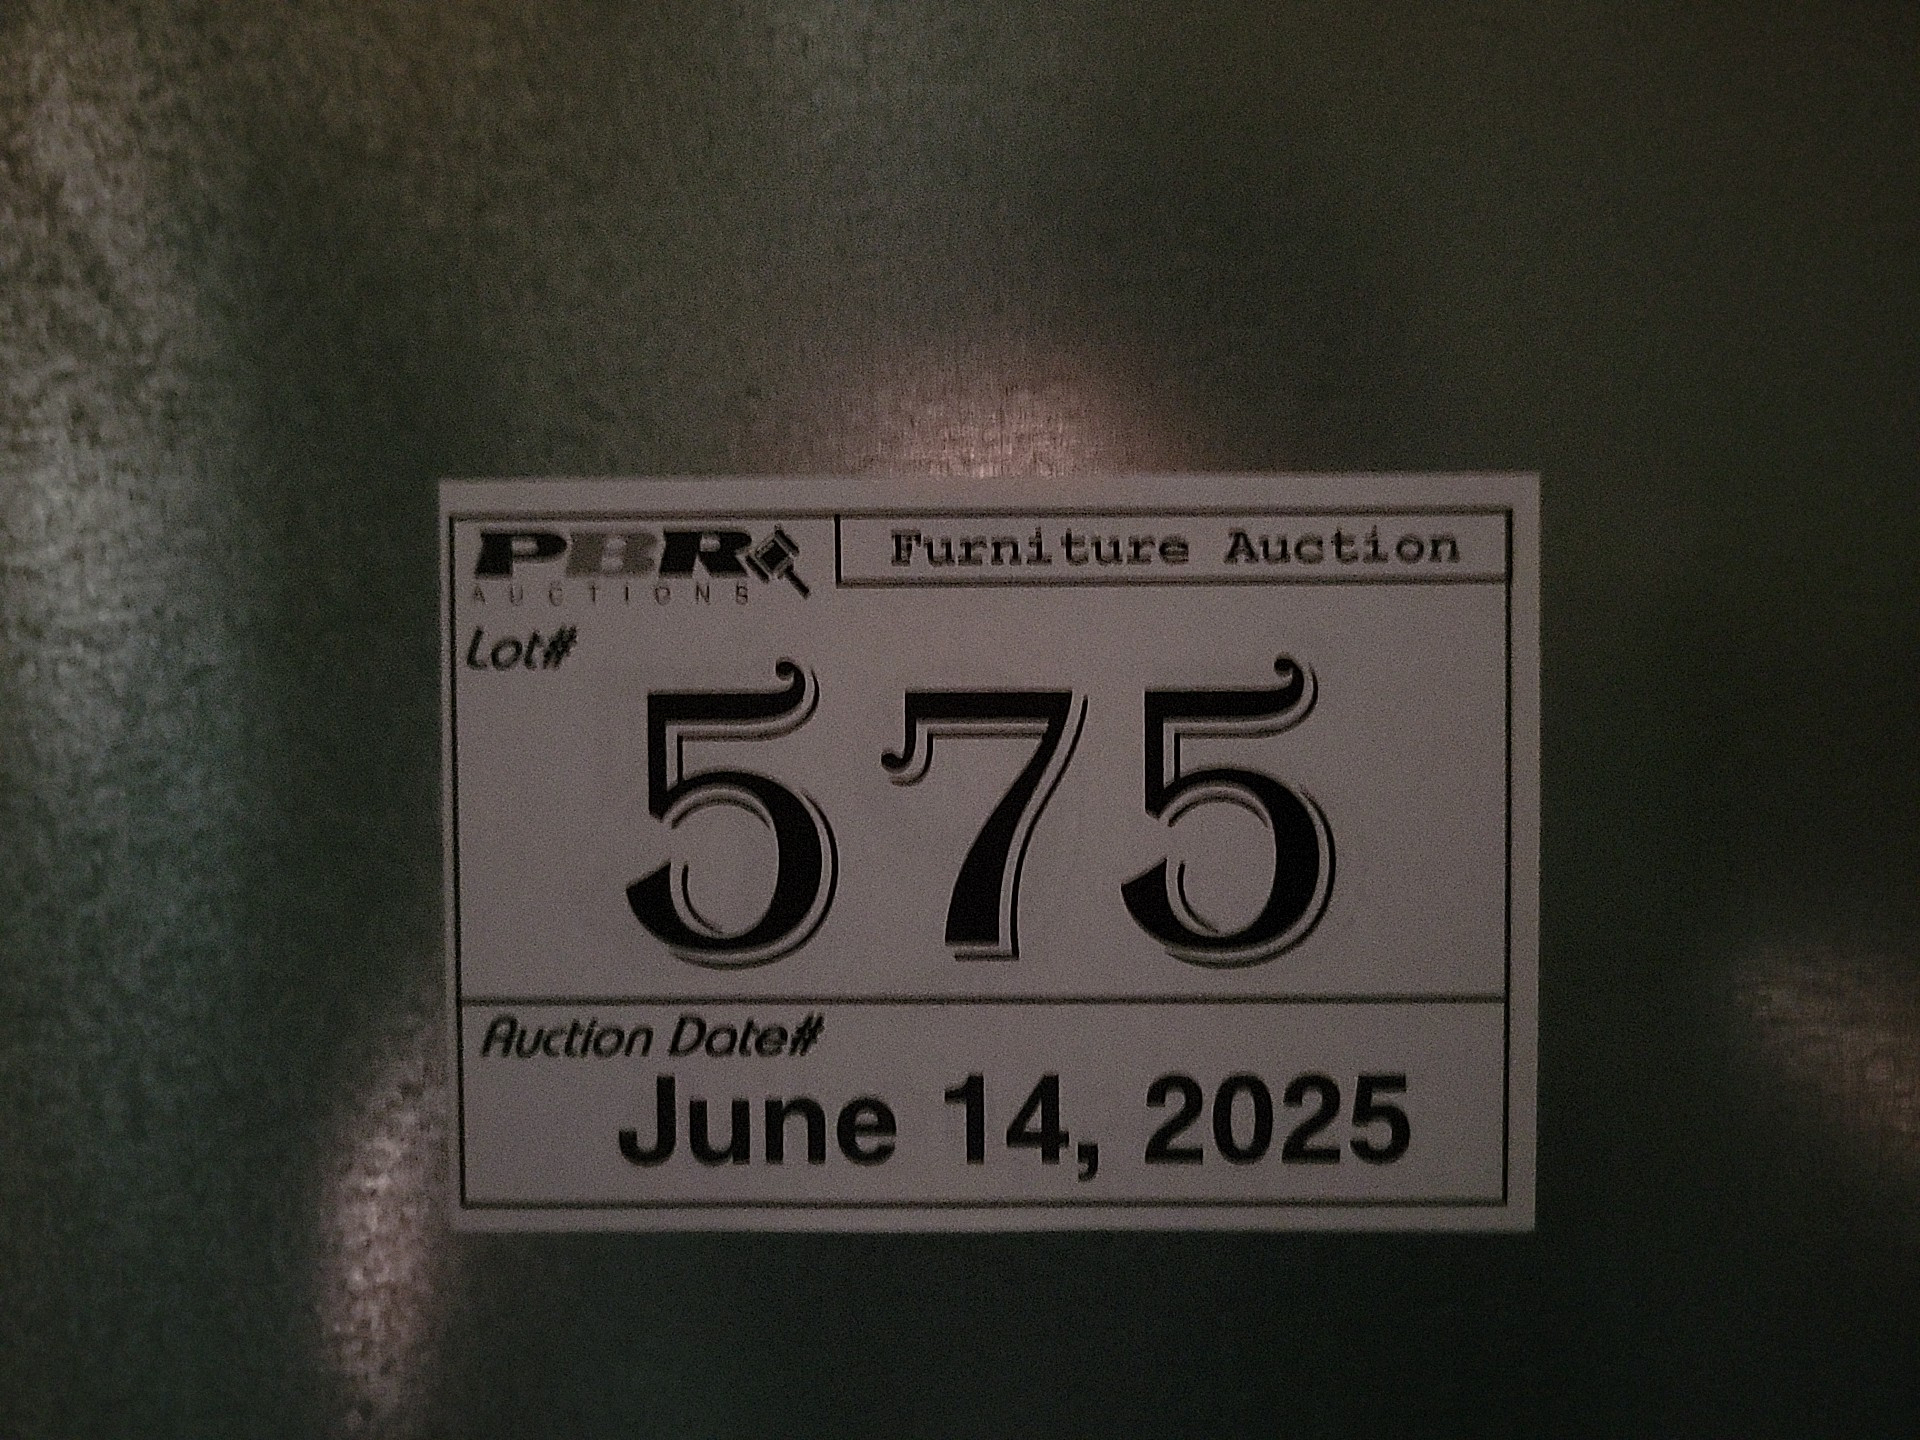 PBR
AUCTIONS
Furniture Auction
Lot#
575
Auction Date#
June 14, 2025